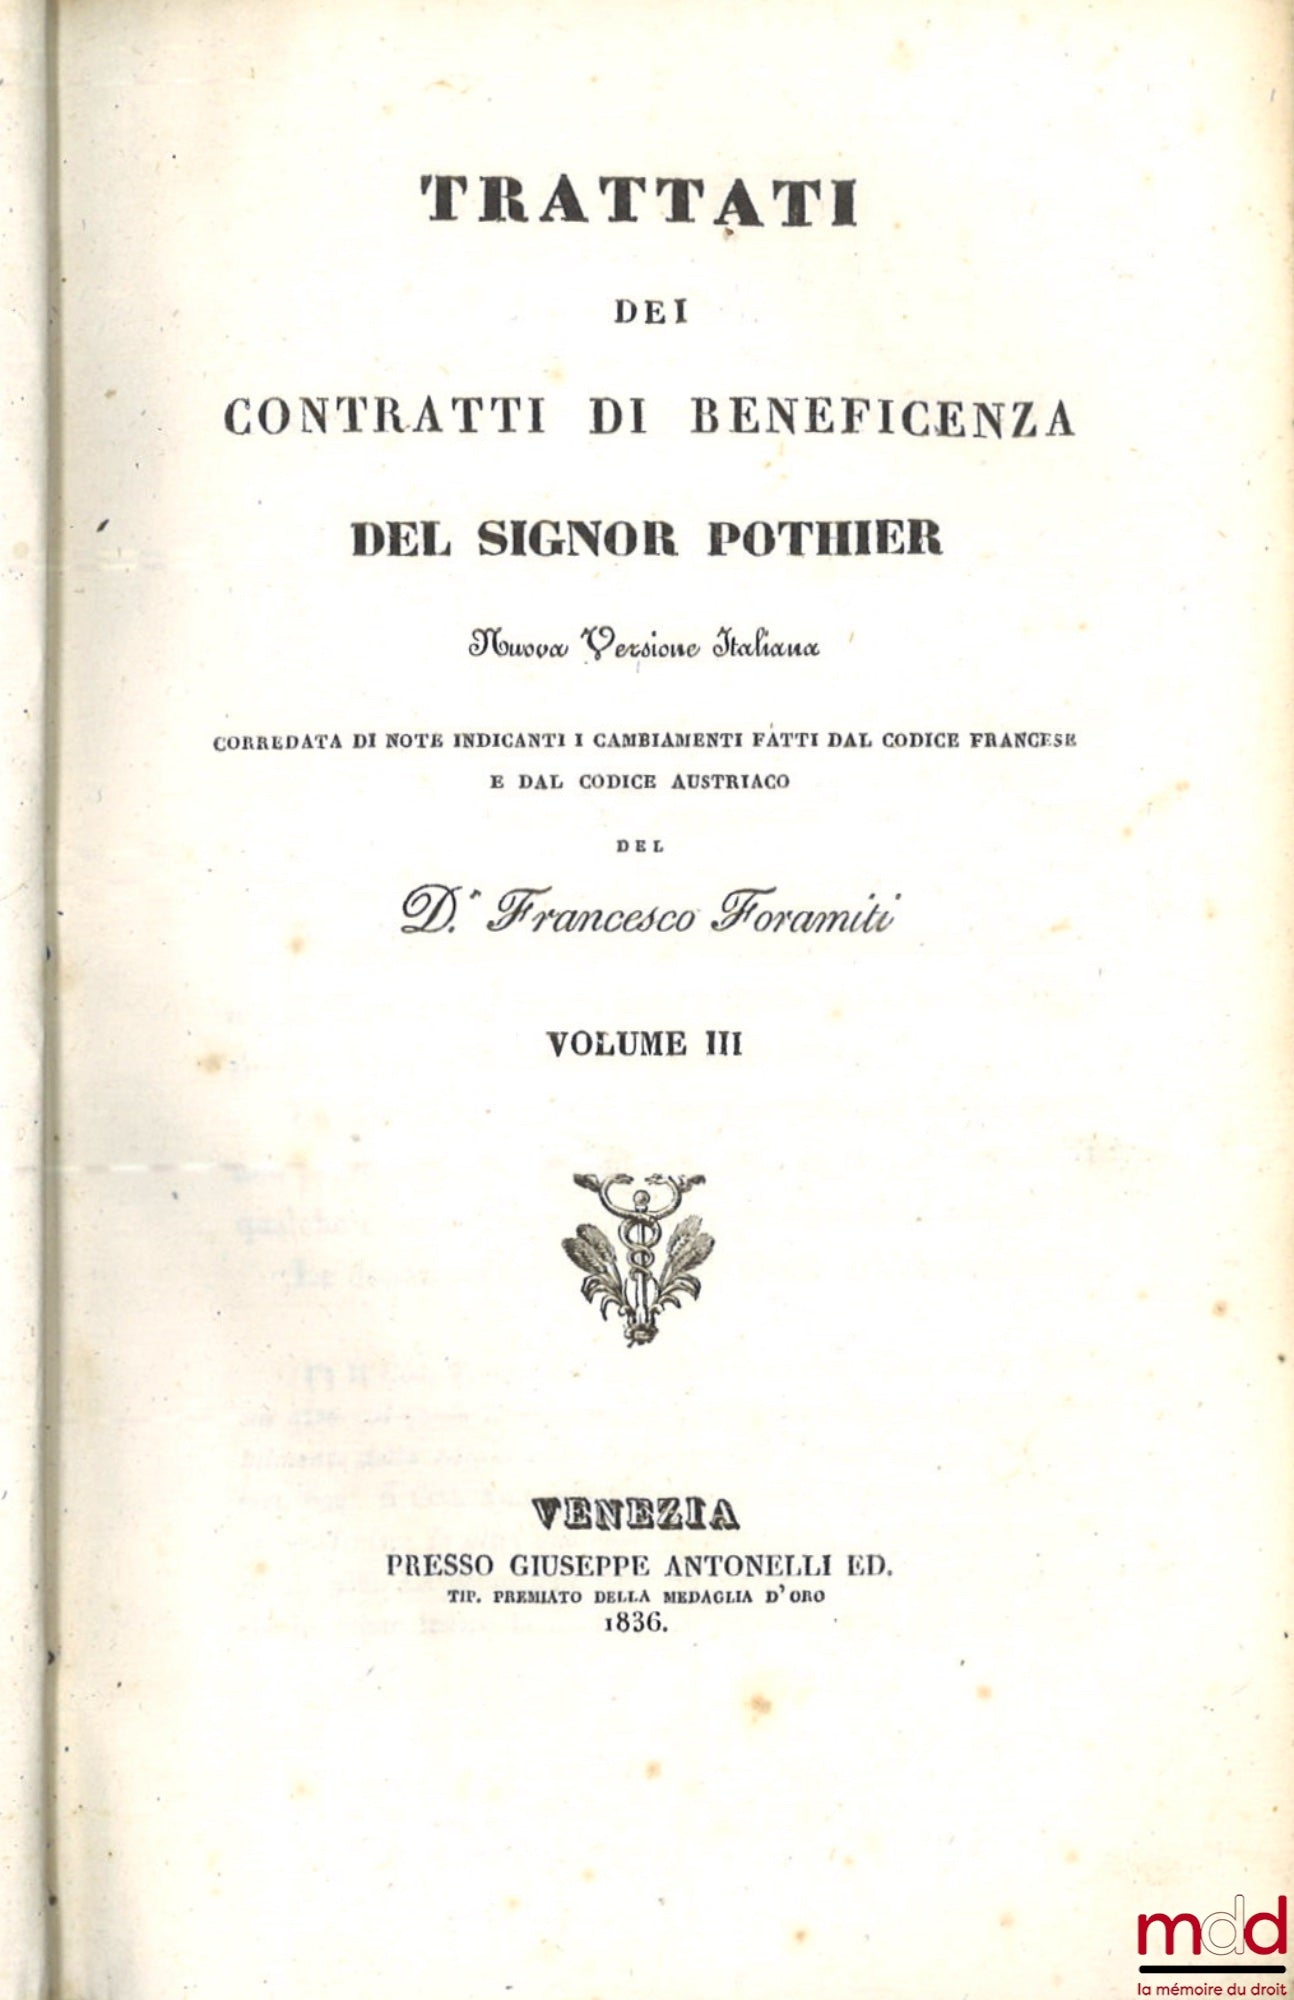 TRATTATI
DEI
CONTRATTI DI BENEFICENZA
DEL SIGNOR POTHIER
Nuova Versione Italiana
CORREDATA DI NOTE INDICANTI I CAMBIAMENTI FATTI DAL CODICE FRANCESE
E DAL CODICE AUSTRIACO
DEL
D.r Francesco Foramiti
VOLUME III
VENEZIA
PRESSO GIUSEPPE ANTONELLI ED.
TIP. PREMIATO DELLA MEDAGLIA D'ORO
1836.
mdd
la mémoire du droit